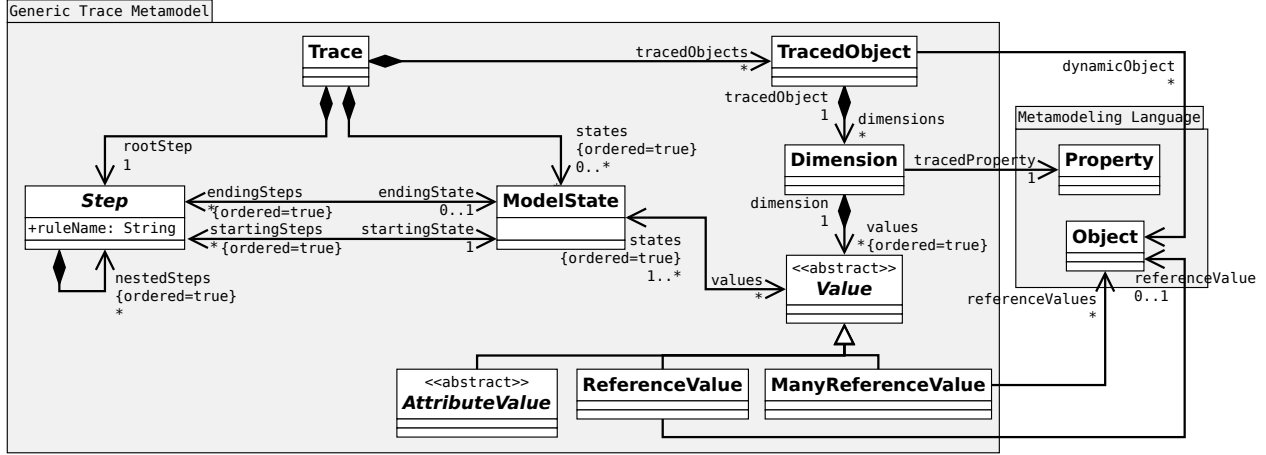 Generic Trace Metamodel
Trace
tracedObjects
*
TracedObject
dynamicObject
*
tracedObject
1
dimensions
*
Metamodeling Language
rootStep
1
states
{ordered=true}
0..*
*
Dimension
tracedProperty
1
Property
Step
+ruleName: String
endingSteps
*
{ordered=true}
endingState
0..1
startingSteps
*
{ordered=true}
startingState
1
ModelState
dimension
1
values
*{ordered=true}
Object
states
{ordered=true}
1..*
values
*
<<abstract>>
Value
nestedSteps
{ordered=true}
*
referenceValues
*
referenceValue
0..1
<<abstract>>
AttributeValue
ReferenceValue
ManyReferenceValue